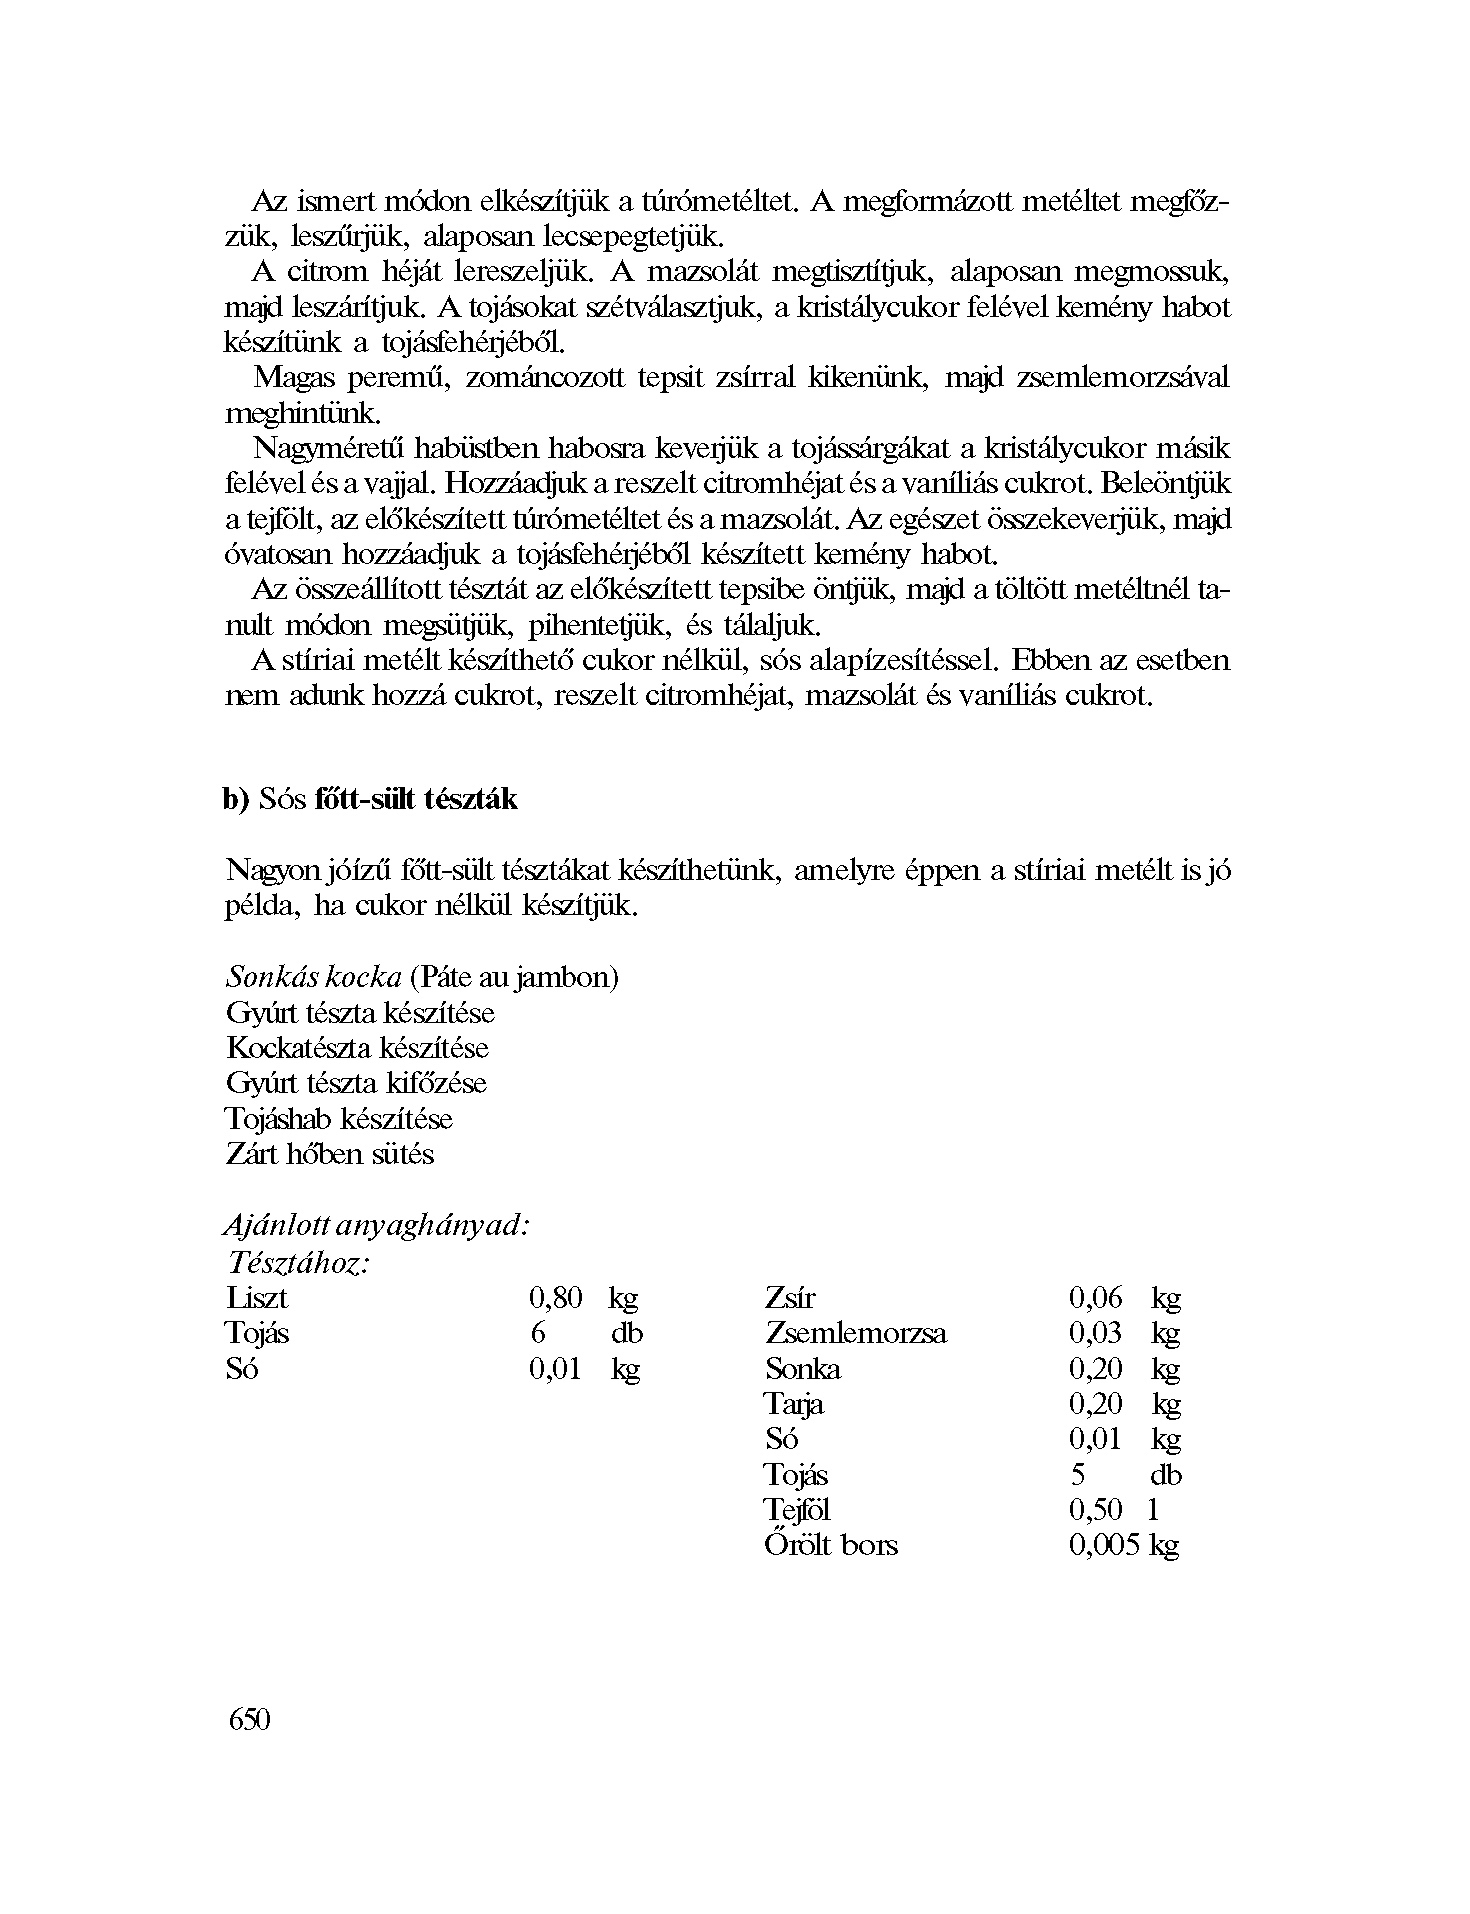 Az ismert módon elkészítjük a túrómetéltet. A megformázott metéltet megfőz-
zük, leszűrjük, alaposan lecsepegtetjük.
A citrom héját lereszeljük. A mazsolát megtisztítjuk, alaposan megmossuk,
majd leszárítjuk. A tojásokat szétválasztjuk, a kristálycukor felével kemény habot
készítünk a tojásfehérjéből.
Magas peremű, zománcozott tepsit zsírral kikenünk, majd zsemlemorzsával
meghintünk.
Nagyméretű habüstben habosra keverjük a tojássárgákat a kristálycukor másik
felével és a vajjal. Hozzáadjuk a reszelt citromhéjat és a vaníliás cukrot. Beleöntjük
a tejfölt, az előkészített túrómetéltet és a mazsolát. Az egészet összekeverjük, majd
óvatosan hozzáadjuk a tojásfehérjéből készített kemény habot.
Az összeállított tésztát az előkészített tepsibe öntjük, majd a töltött metéltnél ta-
nult módon megsütjük, pihentetjük, és tálaljuk.
A stíriai metélt készíthető cukor nélkül, sós alapízesítéssel. Ebben az esetben
nem adunk hozzá cukrot, reszelt citromhéjat, mazsolát és vaníliás cukrot.
b) Sós főtt-sült tészták
Nagyon jóízű főtt-sült tésztákat készíthetünk, amelyre éppen a stíriai metélt is jó
példa, ha cukor nélkül készítjük.
Sonkás kocka (Páte au jambon)
Gyúrt tészta készítése
Kockatészta készítése
Gyúrt tészta kifőzése
Tojáshab készítése
Zárt hőben sütés
Ajánlott anyaghányad:
Tésztához:
Liszt 0,80 kg Zsír 0,06 kg
Tojás 6 db Zsemlemorzsa 0,03 kg
Só 0,01 kg Sonka 0,20 kg
Tarja 0,20 kg
Só 0,01 kg
Tojás 5 db
Tejföl 0,50 l
Őrölt bors 0,005 kg
650